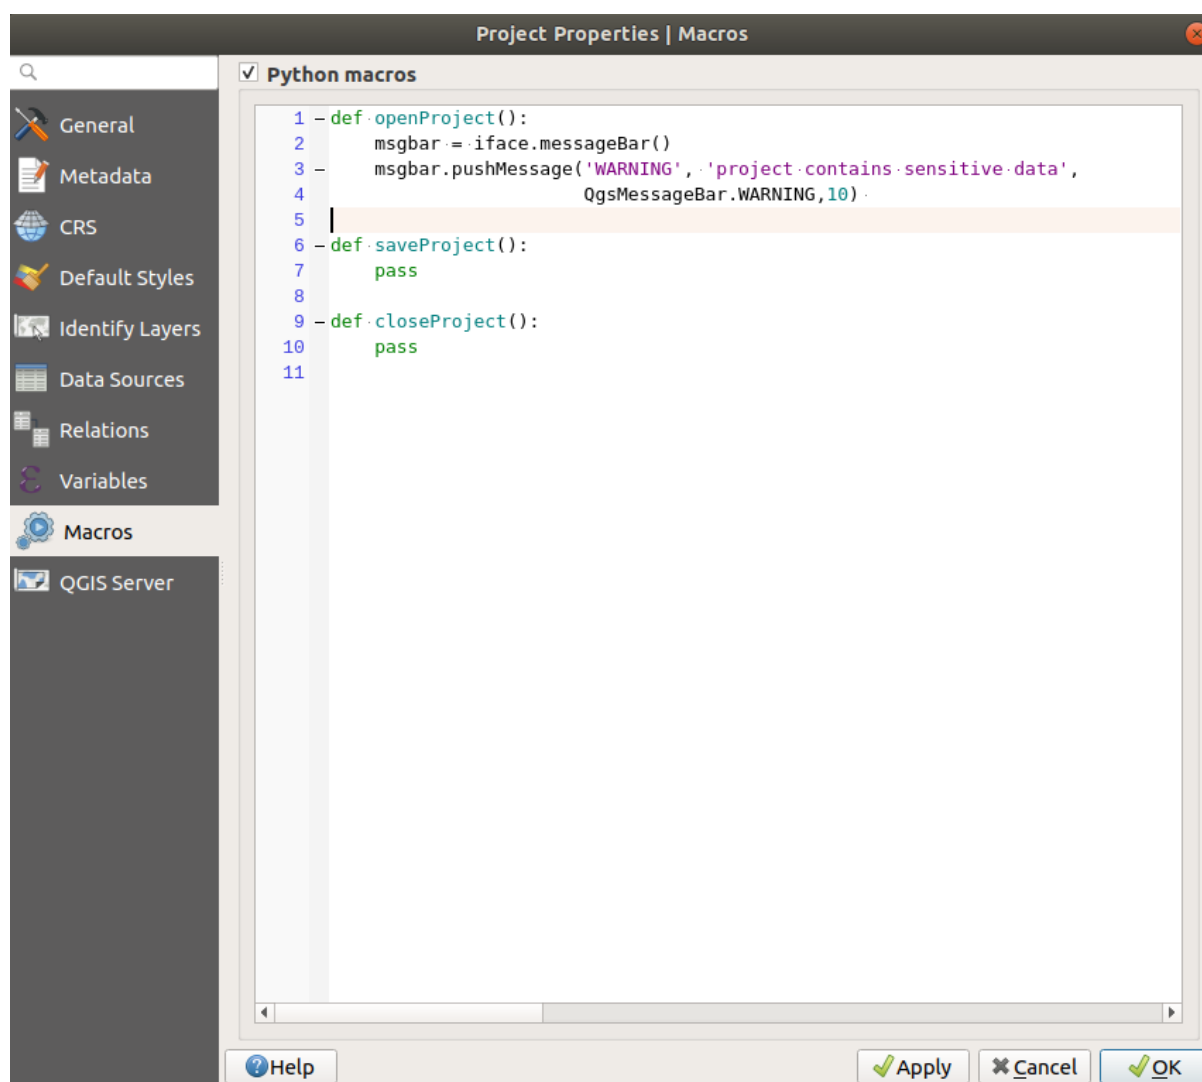 Project Properties | Macros
General
Metadata
CRS
Default Styles
Identify Layers
Data Sources
Relations
Variables
Macros
QGIS Server
Python macros
1 def openProject():
2     msgbar = iface.messageBar()
3     msgbar.pushMessage('WARNING', 'project contains sensitive data',
4                        QgsMessageBar.WARNING,10)
5
6 def saveProject():
7     pass
8
9 def closeProject():
10     pass
11
Help
Apply
Cancel
OK